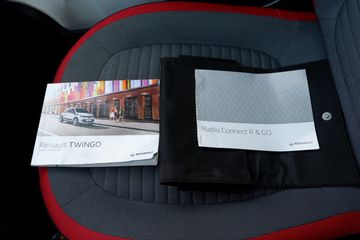 Renault TWINGO
RENAULT
Radio Connect R & GO
RENAULT